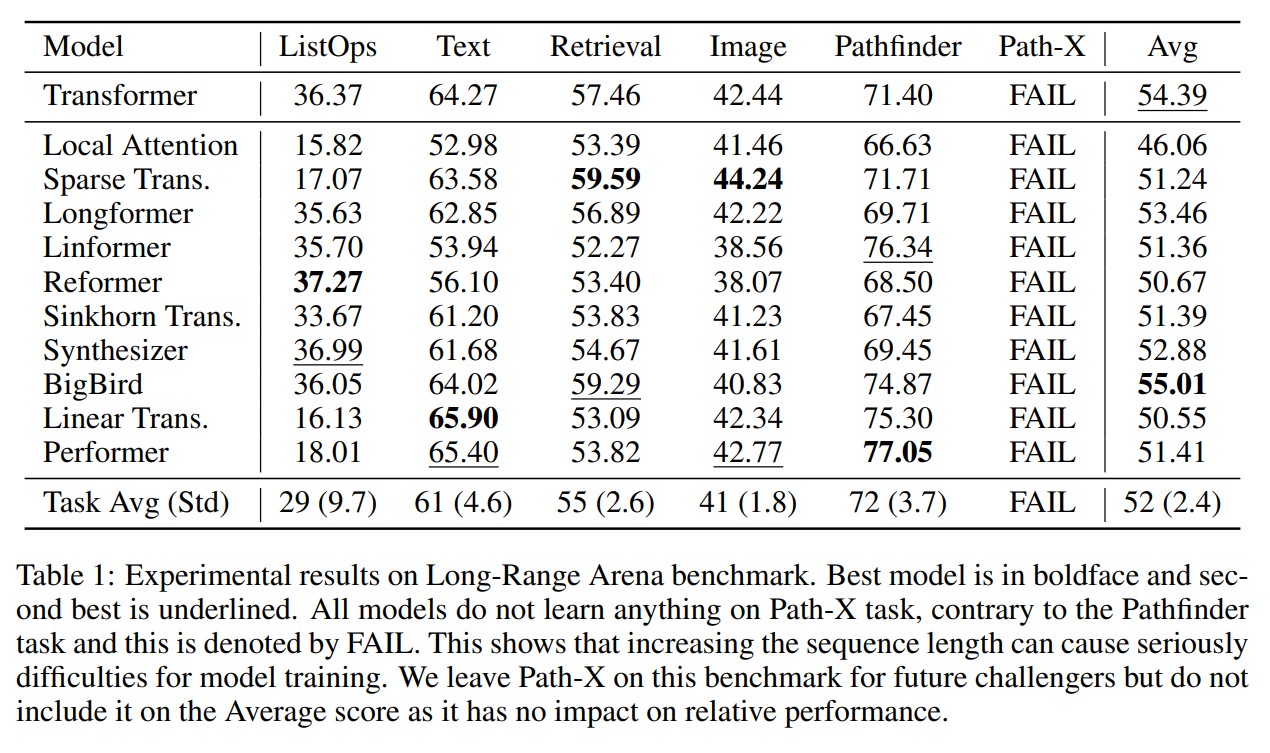 Model ListOps Text Retrieval Image Pathfinder Path-X Avg
Transformer 36.37 64.27 57.46 42.44 71.40 FAIL 54.39
Local Attention 15.82 52.98 53.39 41.46 66.63 FAIL 46.06
Sparse Trans. 17.07 63.58 59.59 44.24 71.71 FAIL 51.24
Longformer 35.63 62.85 56.89 42.22 69.71 FAIL 53.46
Linformer 35.70 53.94 52.27 38.56 76.34 FAIL 51.36
Reformer 37.27 56.10 53.40 38.07 68.50 FAIL 50.67
Sinkhorn Trans. 33.67 61.20 53.83 41.23 67.45 FAIL 51.39
Synthesizer 36.99 61.68 54.67 41.61 69.45 FAIL 52.88
BigBird 36.05 64.02 59.29 40.83 74.87 FAIL 55.01
Linear Trans. 16.13 65.90 53.09 42.34 75.30 FAIL 50.55
Performer 18.01 65.40 53.82 42.77 77.05 FAIL 51.41
Task Avg (Std) 29 (9.7) 61 (4.6) 55 (2.6) 41 (1.8) 72 (3.7) FAIL 52 (2.4)
Table 1: Experimental results on Long-Range Arena benchmark. Best model is in boldface and sec-
ond best is underlined. All models do not learn anything on Path-X task, contrary to the Pathfinder
task and this is denoted by FAIL. This shows that increasing the sequence length can cause seriously
difficulties for model training. We leave Path-X on this benchmark for future challengers but do not
include it on the Average score as it has no impact on relative performance.